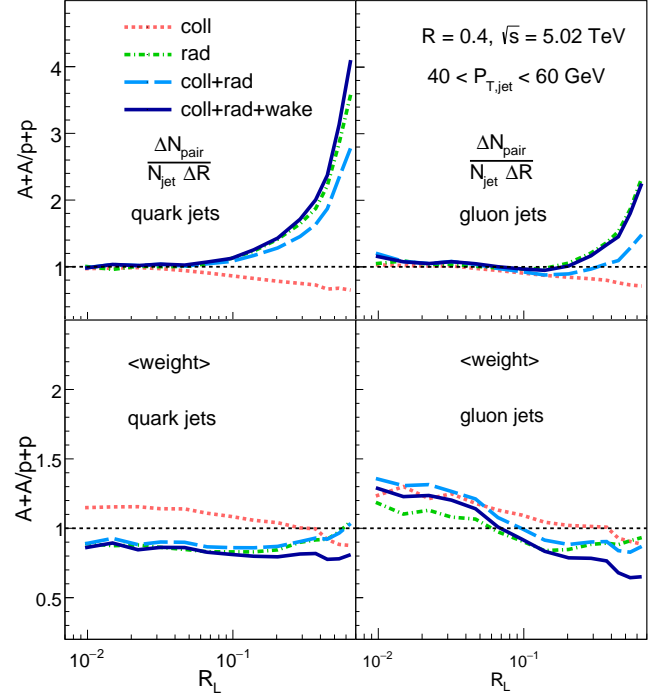 coll
rad
coll+rad
coll+rad+wake
R = 0.4, √s = 5.02 TeV
40 < P_T,jet < 60 GeV
A+A/p+p
4
3
2
1
ΔN_pair
N_jet ΔR
quark jets
ΔN_pair
N_jet ΔR
gluon jets
A+A/p+p
2
1.5
1
0.5
<weight>
quark jets
<weight>
gluon jets
10⁻² 10⁻¹
R_L
10⁻² 10⁻¹
R_L